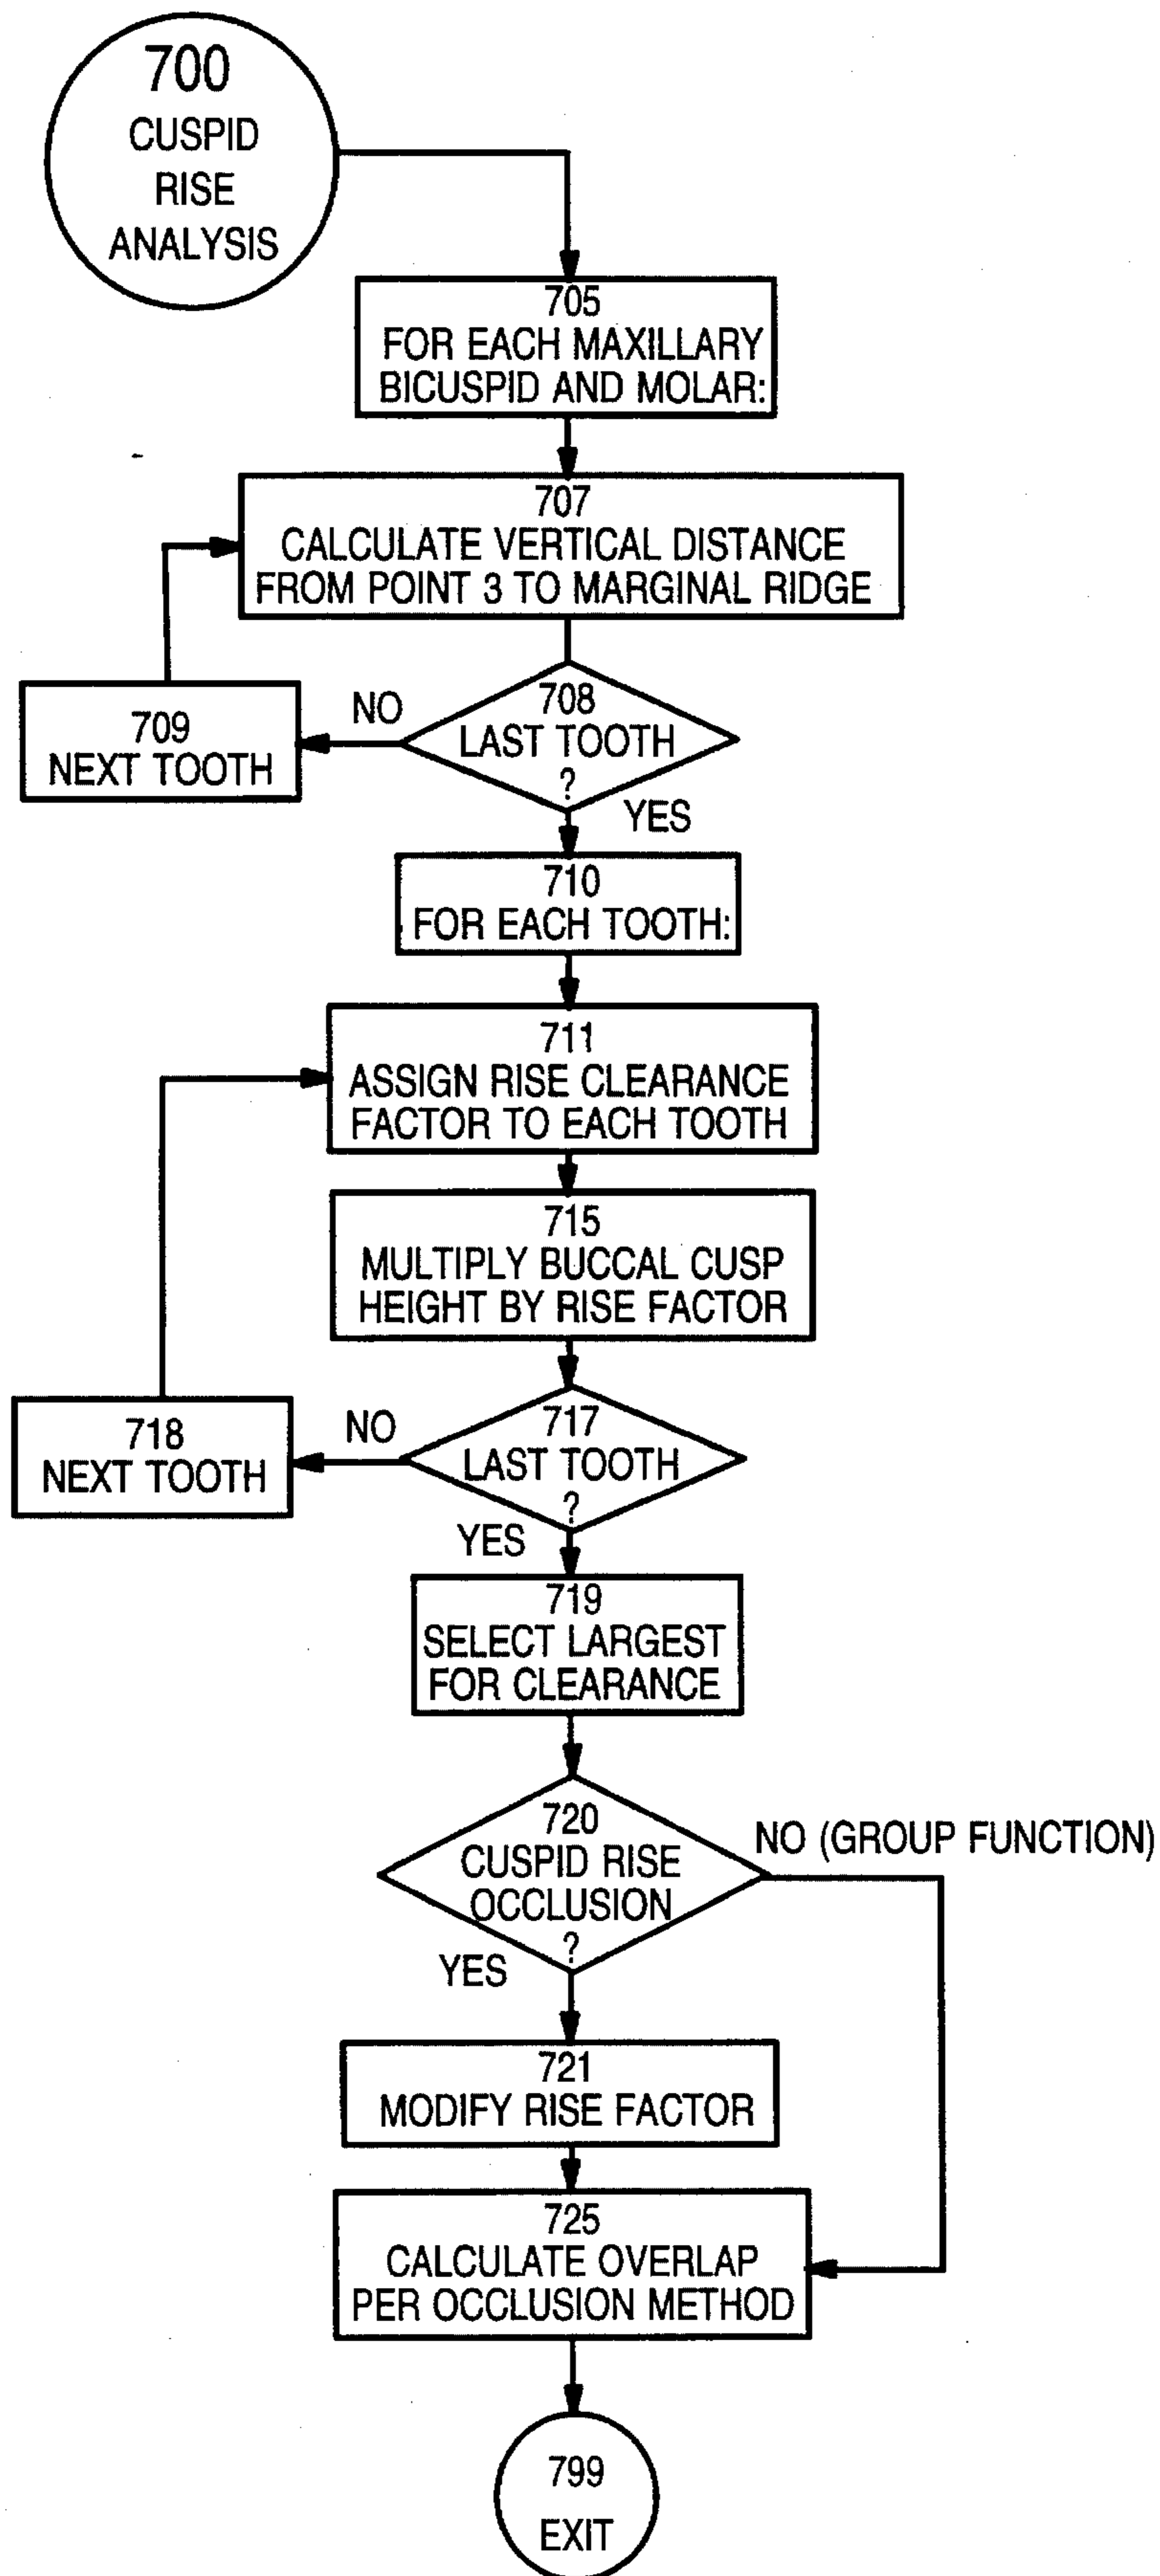 700
CUSPID
RISE
ANALYSIS
705
FOR EACH MAXILLARY
BICUSPID AND MOLAR:
707
CALCULATE VERTICAL DISTANCE
FROM POINT 3 TO MARGINAL RIDGE
708
LAST TOOTH
?
NO
709
NEXT TOOTH
YES
710
FOR EACH TOOTH:
711
ASSIGN RISE CLEARANCE
FACTOR TO EACH TOOTH
715
MULTIPLY BUCCAL CUSP
HEIGHT BY RISE FACTOR
717
LAST TOOTH
?
NO
718
NEXT TOOTH
YES
719
SELECT LARGEST
FOR CLEARANCE
720
CUSPID RISE
OCCLUSION
?
NO (GROUP FUNCTION)
YES
721
MODIFY RISE FACTOR
725
CALCULATE OVERLAP
PER OCCLUSION METHOD
799
EXIT